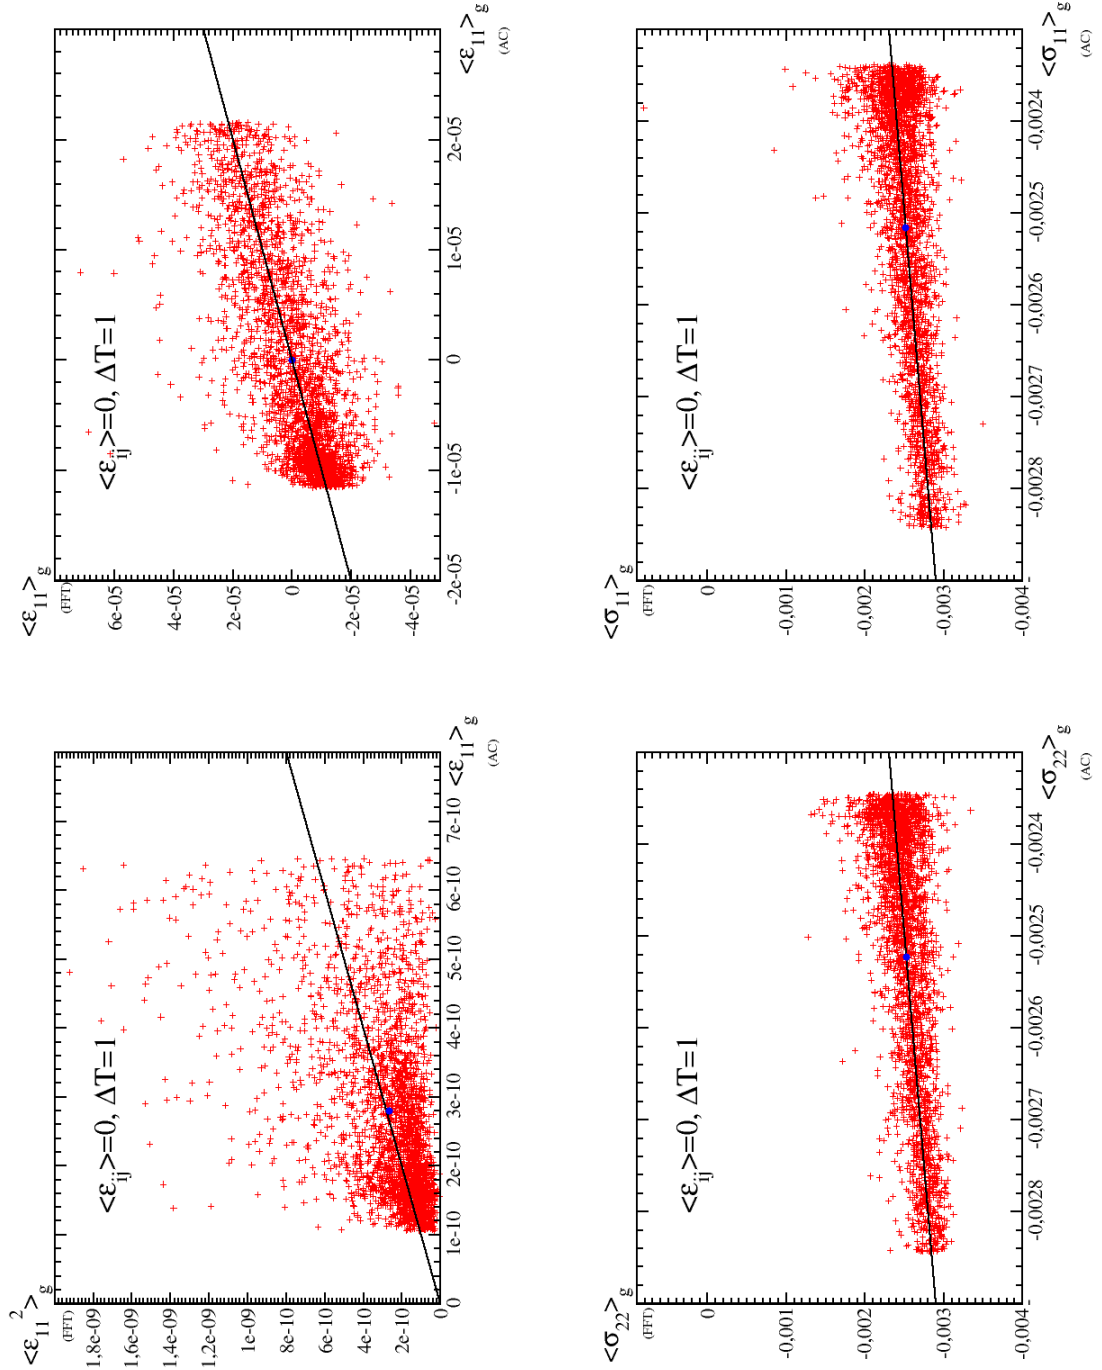 <ε₁₁²>g
(FFT)
1,8e-09
1,6e-09
1,4e-09
1,2e-09
1e-09
8e-10
6e-10
4e-10
2e-10
<ε_ij>=0, ΔT=1
0 1e-10 2e-10 3e-10 4e-10 5e-10 6e-10 7e-10
<ε₁₁>g
(AC)
<ε₁₁>g
(FFT)
6e-05
4e-05
2e-05
0
-2e-05
-4e-05
<ε_ij>=0, ΔT=1
-2e-05 -1e-05 0 1e-05 2e-05
<ε₁₁>g
(AC)
<σ₂₂>g
(FFT)
0
-0,001
-0,002
-0,003
-0,004
<ε_ij>=0, ΔT=1
- -0,0028 -0,0027 -0,0026 -0,0025 -0,0024
<σ₂₂>g
(AC)
<σ₁₁>g
(FFT)
0
-0,001
-0,002
-0,003
-0,004
<ε_ij>=0, ΔT=1
- -0,0028 -0,0027 -0,0026 -0,0025 -0,0024
<σ₁₁>g
(AC)